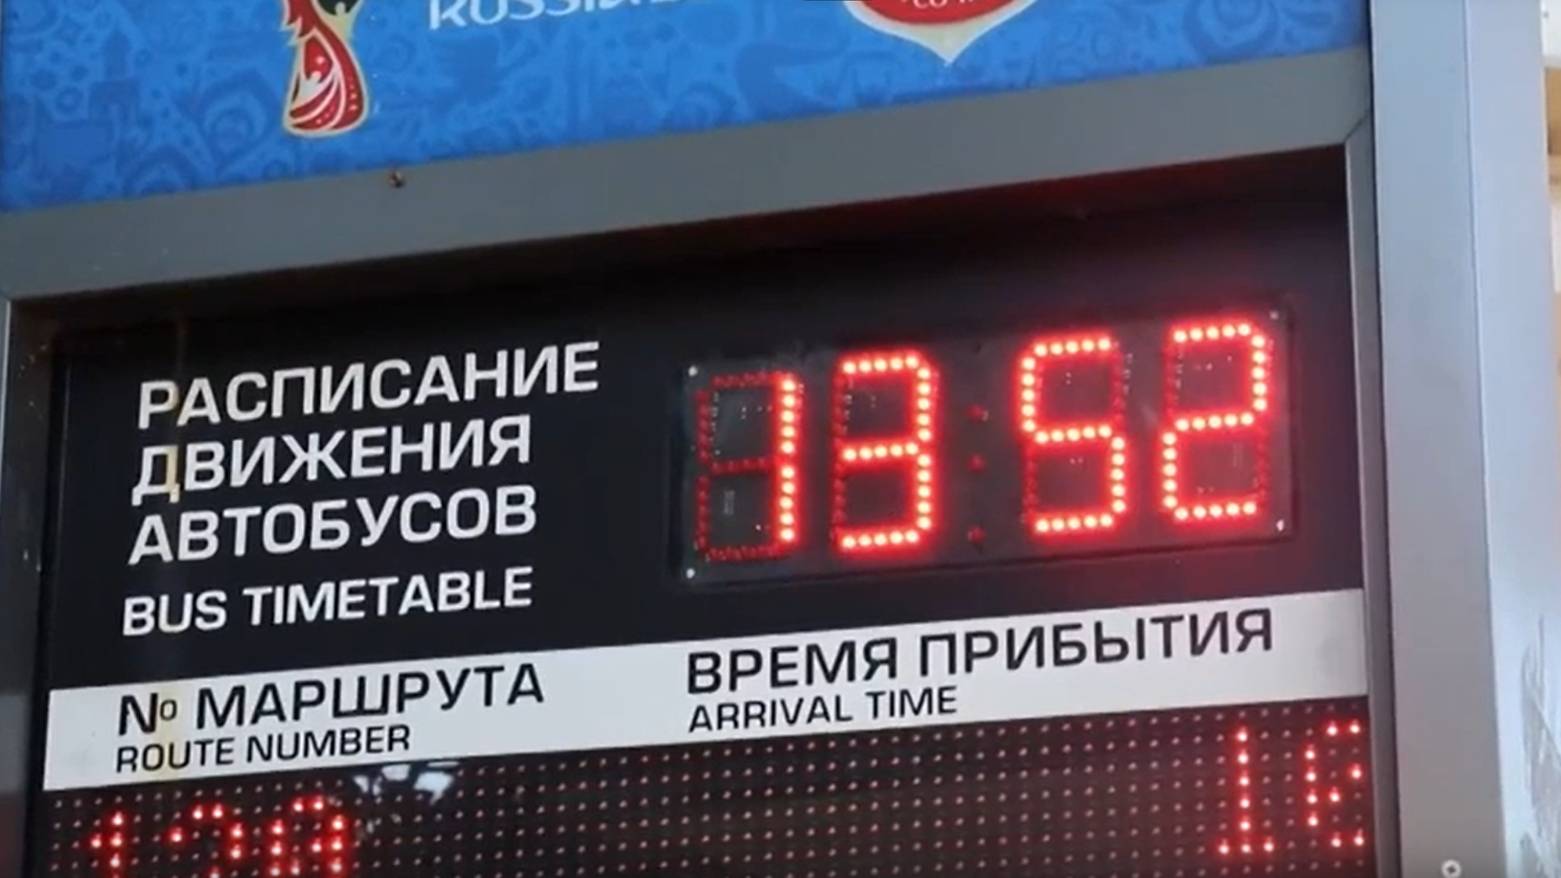 РАСПИСАНИЕ
ДВИЖЕНИЯ
АВТОБУСОВ
BUS TIMETABLE
13:52
№ МАРШРУТА
ROUTE NUMBER
ВРЕМЯ ПРИБЫТИЯ
ARRIVAL TIME